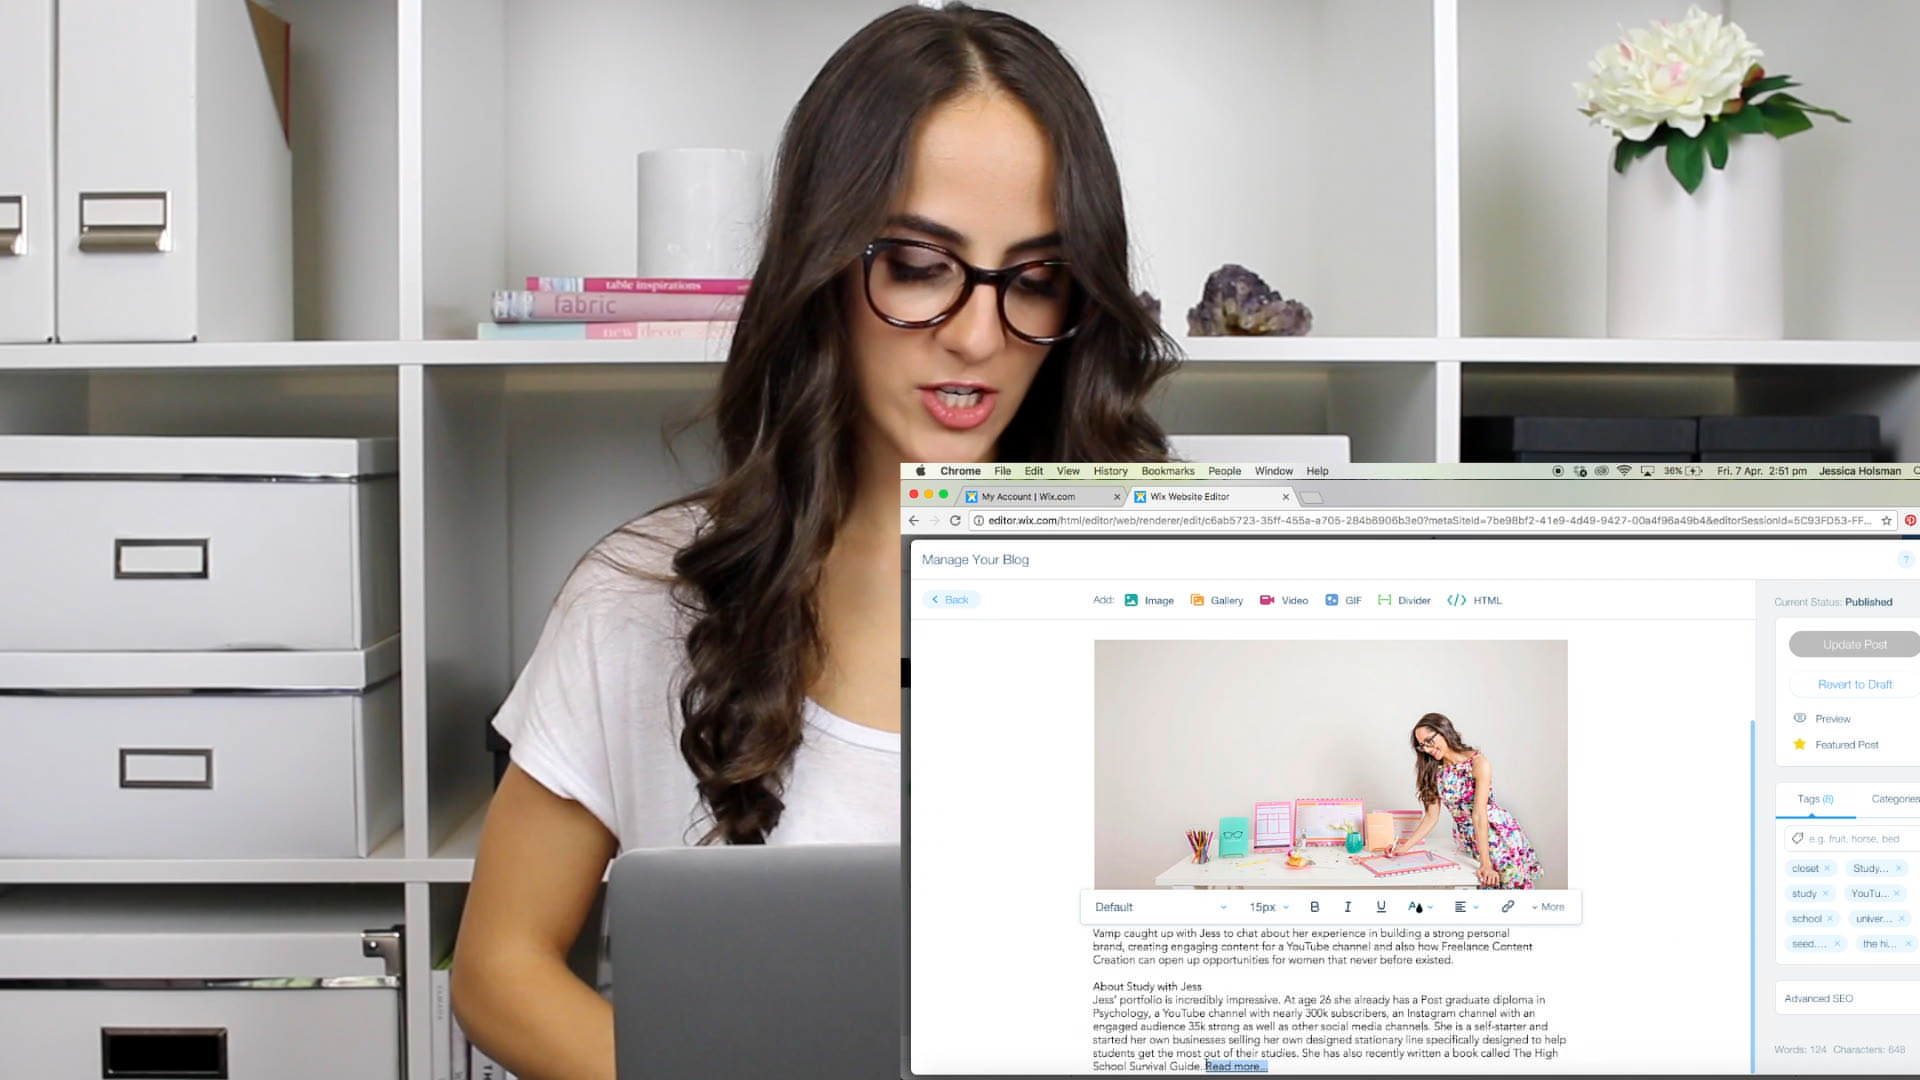 table inspirations
fabric
new decor
Chrome File Edit View History Bookmarks People Window Help
36% Fri. 7 Apr. 2:51 pm Jessica Holsman
My Account | Wix.com
Wix Website Editor
editor.wix.com/html/editor/web/renderer/edit/c6ab5723-35ff-455a-a705-284b6906b3e0?metaSiteId=7be98bf2-41e9-4d49-9427-00a4f96a49b4&editorSessionId=5C93FD53-FF...
Manage Your Blog
?
Back
Add: Image Gallery Video GIF Divider HTML
Current Status: Published
Update Post
Revert to Draft
Preview
Featured Post
Tags (8) Categories
e.g. fruit, horse, bed
closet × Study... ×
study × YouTu... ×
school × univer... ×
seed.... × the hi... ×
Advanced SEO
Words: 124 Characters: 648
Default 15px B I U A More
Vamp caught up with Jess to chat about her experience in building a strong personal
brand, creating engaging content for a YouTube channel and also how Freelance Content
Creation can open up opportunities for women that never before existed.
About Study with Jess
Jess' portfolio is incredibly impressive. At age 26 she already has a Post graduate diploma in
Psychology, a YouTube channel with nearly 300k subscribers, an Instagram channel with an
engaged audience 35k strong as well as other social media channels. She is a self-starter and
started her own businesses selling her own designed stationary line specifically designed to help
students get the most out of their studies. She has also recently written a book called The High
School Survival Guide. Read more...